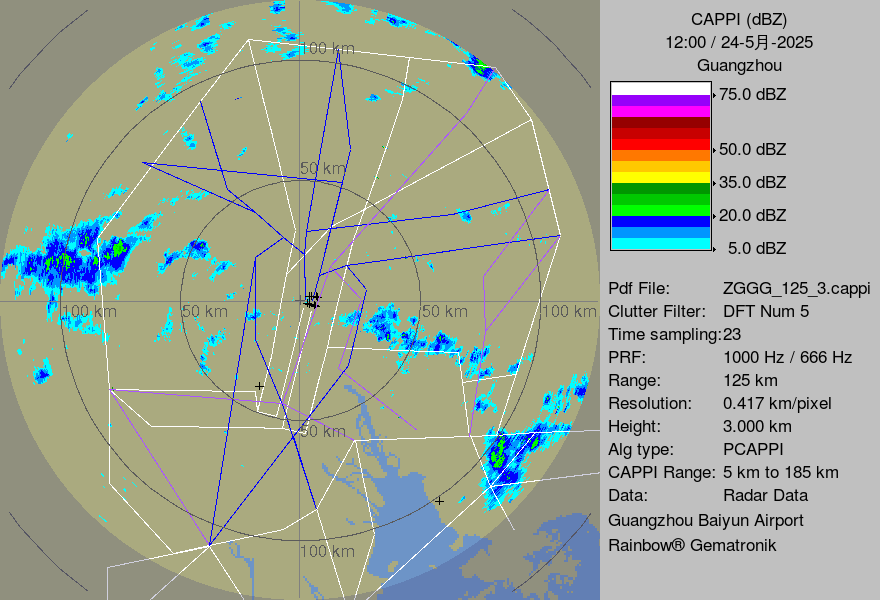 100 km
50 km
100 km
50 km
50 km
100 km
50 km
100 km
CAPPI (dBZ)
12:00 / 24-5月-2025
Guangzhou
75.0 dBZ
50.0 dBZ
35.0 dBZ
20.0 dBZ
5.0 dBZ
Pdf File: ZGGG_125_3.cappi
Clutter Filter: DFT Num 5
Time sampling:23
PRF: 1000 Hz / 666 Hz
Range: 125 km
Resolution: 0.417 km/pixel
Height: 3.000 km
Alg type: PCAPPI
CAPPI Range: 5 km to 185 km
Data: Radar Data
Guangzhou Baiyun Airport
Rainbow® Gematronik